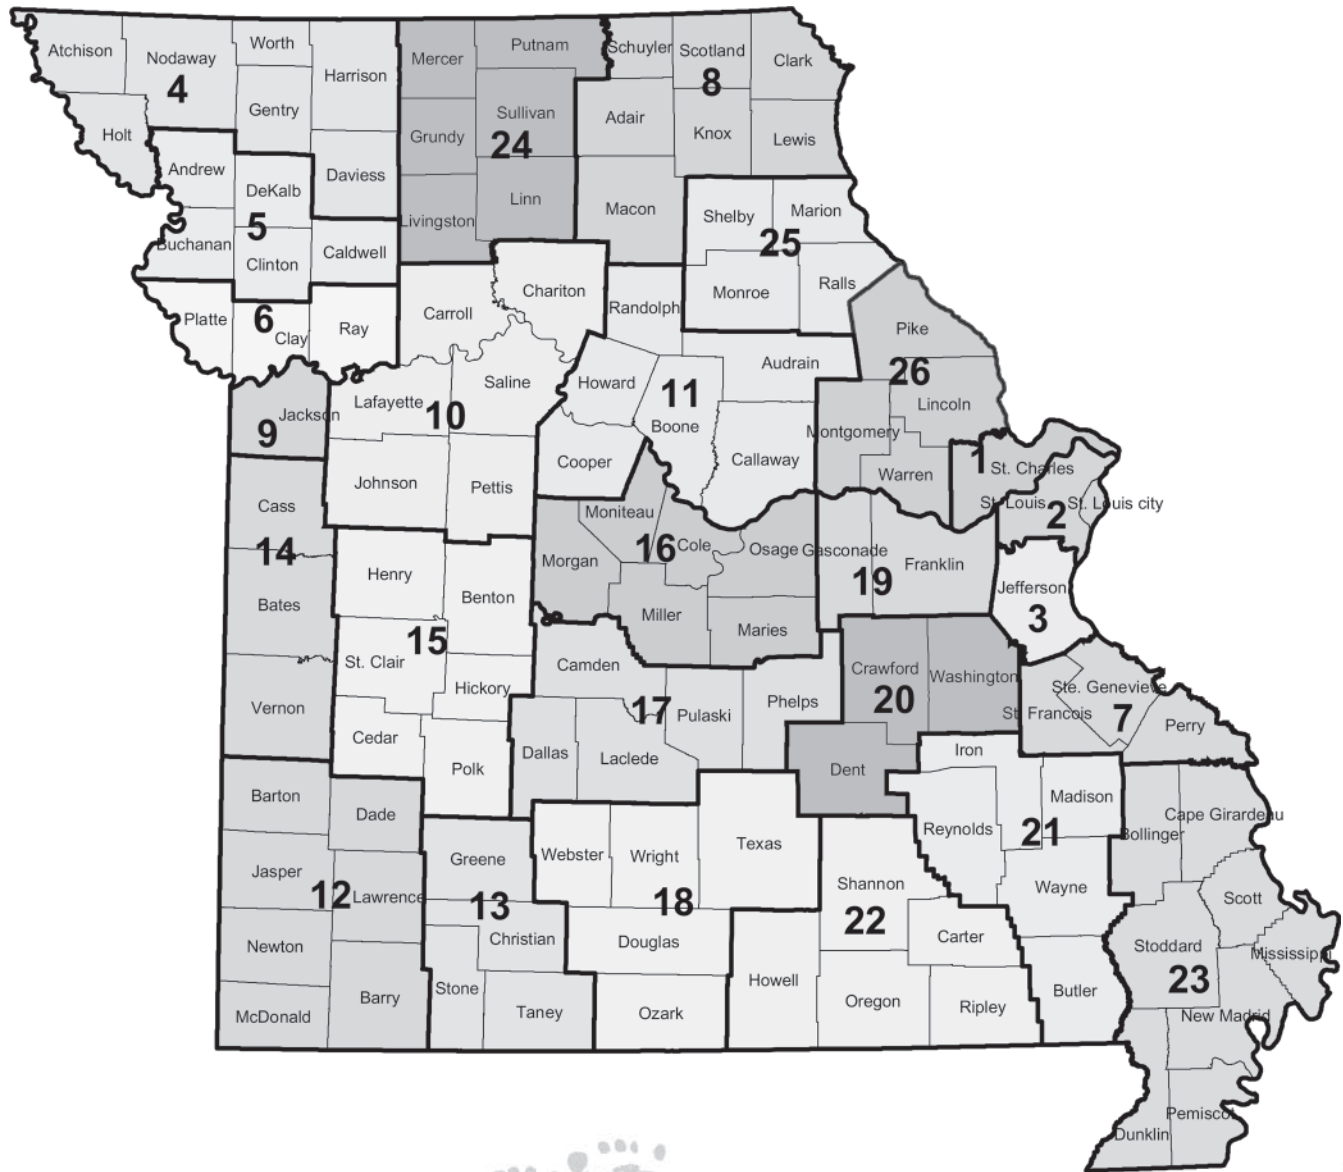 Atchison
Nodaway
4
Worth
Harrison
Gentry
Holt
Mercer
Putnam
Sullivan
24
Grundy
Linn
Livingston
Schuyler
Scotland
8
Clark
Adair
Knox
Lewis
Macon
Andrew
DeKalb
5
Daviess
Buchanan
Clinton
Caldwell
Shelby
Marion
25
Monroe
Ralls
Platte
6
Clay
Ray
Carroll
Chariton
Randolph
Pike
26
Lincoln
Montgomery
Warren
Audrain
Howard
11
Boone
Callaway
Cooper
Saline
Lafayette
10
Johnson
Pettis
Jackson
9
1
St. Charles
St. Louis
2
St. Louis city
Cass
14
Bates
Vernon
Henry
Benton
15
St. Clair
Hickory
Cedar
Polk
Moniteau
16
Cole
Osage
Morgan
Miller
Maries
Gasconade
19
Franklin
Jefferson
3
Camden
17
Pulaski
Phelps
Dallas
Laclede
Crawford
20
Washington
Dent
Ste. Genevieve
St. Francois
7
Perry
Iron
Madison
Reynolds
21
Wayne
Butler
Barton
Dade
Jasper
12
Lawrence
Newton
Barry
McDonald
Greene
13
Christian
Stone
Taney
Webster
Wright
Texas
18
Douglas
Ozark
Shannon
22
Carter
Howell
Oregon
Ripley
Bollinger
Cape Girardeau
Scott
Stoddard
Mississippi
23
New Madrid
Pemiscot
Dunklin